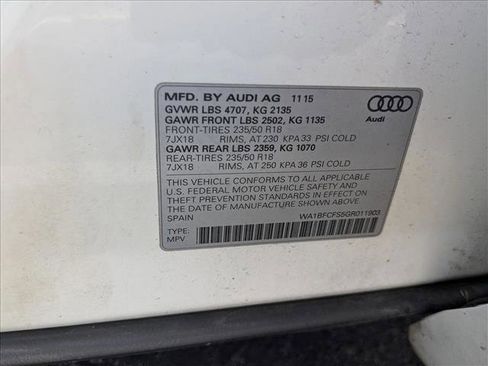 MFD. BY AUDI AG 11 15
GVWR LBS 4707, KG 2135
GAWR FRONT LBS 2502, KG 1135
FRONT-TIRES 235/50 R18
7JX18 RIMS, AT 230 KPA 33 PSI COLD
GAWR REAR LBS 2359, KG 1070
REAR-TIRES 235/50 R18
7JX18 RIMS, AT 250 KPA 36 PSI COLD
Audi
THIS VEHICLE CONFORMS TO ALL APPLICABLE
U.S. FEDERAL MOTOR VEHICLE SAFETY AND
THEFT PREVENTION STANDARDS IN EFFECT ON THE
DATE OF MANUFACTURE SHOWN ABOVE.
SPAIN WA1BFCFS5GR011903
TYPE:
MPV